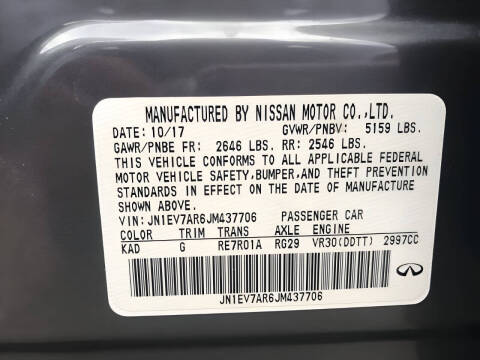 MANUFACTURED BY NISSAN MOTOR CO.,LTD.
DATE: 10/17 GVWR/PNBV: 5159 LBS.
GAWR/PNBE FR: 2646 LBS. RR: 2546 LBS.
THIS VEHICLE CONFORMS TO ALL APPLICABLE FEDERAL
MOTOR VEHICLE SAFETY,BUMPER,AND THEFT PREVENTION
STANDARDS IN EFFECT ON THE DATE OF MANUFACTURE
SHOWN ABOVE.
VIN: JN1EV7AR6JM437706 PASSENGER CAR
COLOR TRIM TRANS AXLE ENGINE
KAD G RE7R01A RG29 VR30(DDTT) 2997CC
JN1EV7AR6JM437706